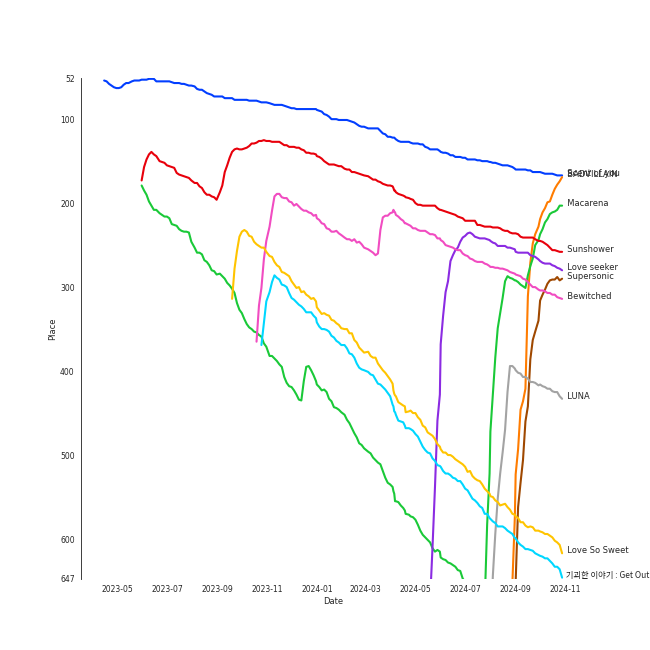 52
100
200
300
400
500
600
647
Place
2023-05
2023-07
2023-09
2023-11
2024-01
2024-03
2024-05
2024-07
2024-09
2024-11
Date
Macarena
Sunshower
Love seeker
Supersonic
Bewitched
LUNA
Love So Sweet
기괴한 이야기 : Get Out